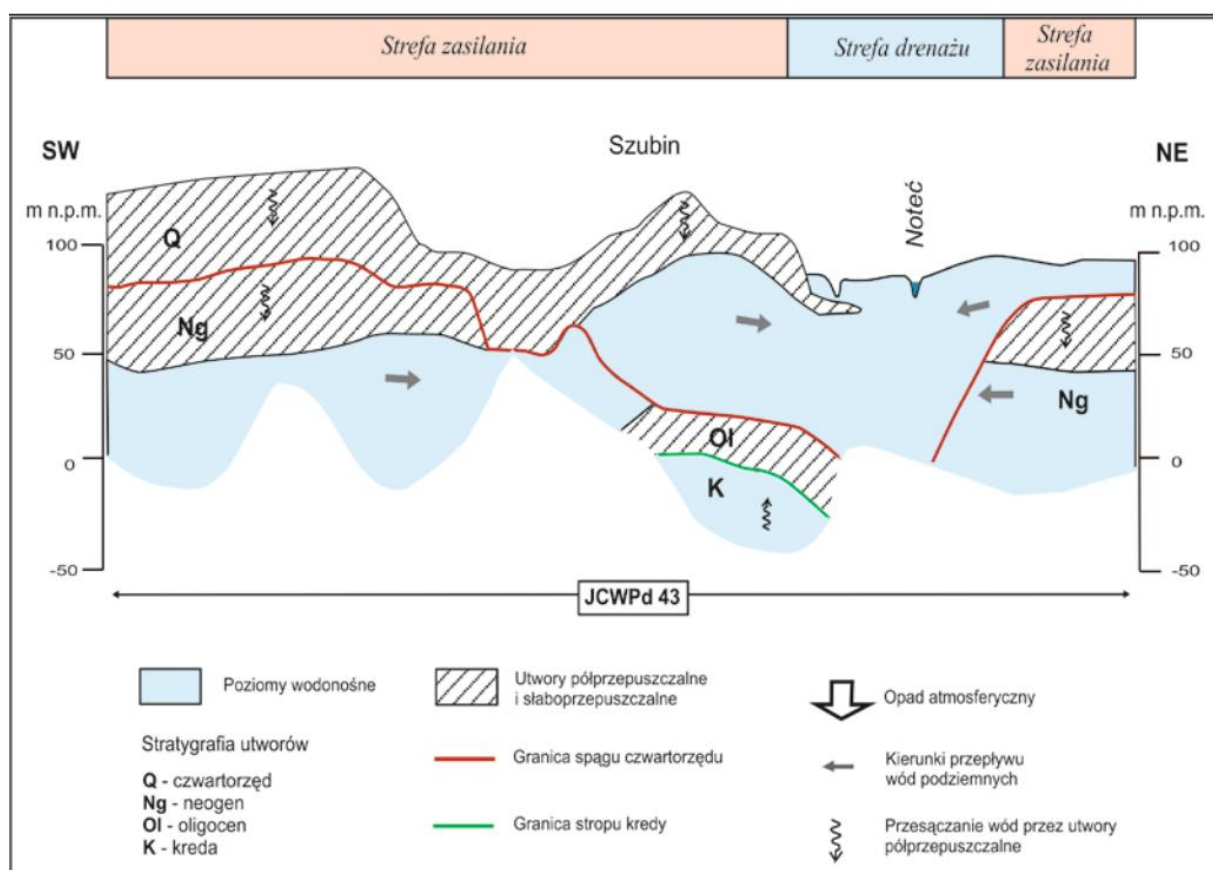 Strefa zasilania
Strefa drenażu
Strefa
zasilania
SW
Szubin
Noteć
NE
m n.p.m.
m n.p.m.
Q
100
100
Ng
50
50
Ng
Ol
0
0
K
-50
-50
JCWPd 43
Poziomy wodonośne
Utwory półprzepuszczalne
i słaboprzepuszczalne
Opad atmosferyczny
Stratygrafia utworów
Q - czwartorzęd
Ng - neogen
Ol - oligocen
K - kreda
Granica spągu czwartorzędu
Granica stropu kredy
Kierunki przepływu
wód podziemnych
Przesączanie wód przez utwory
półprzepuszczalne